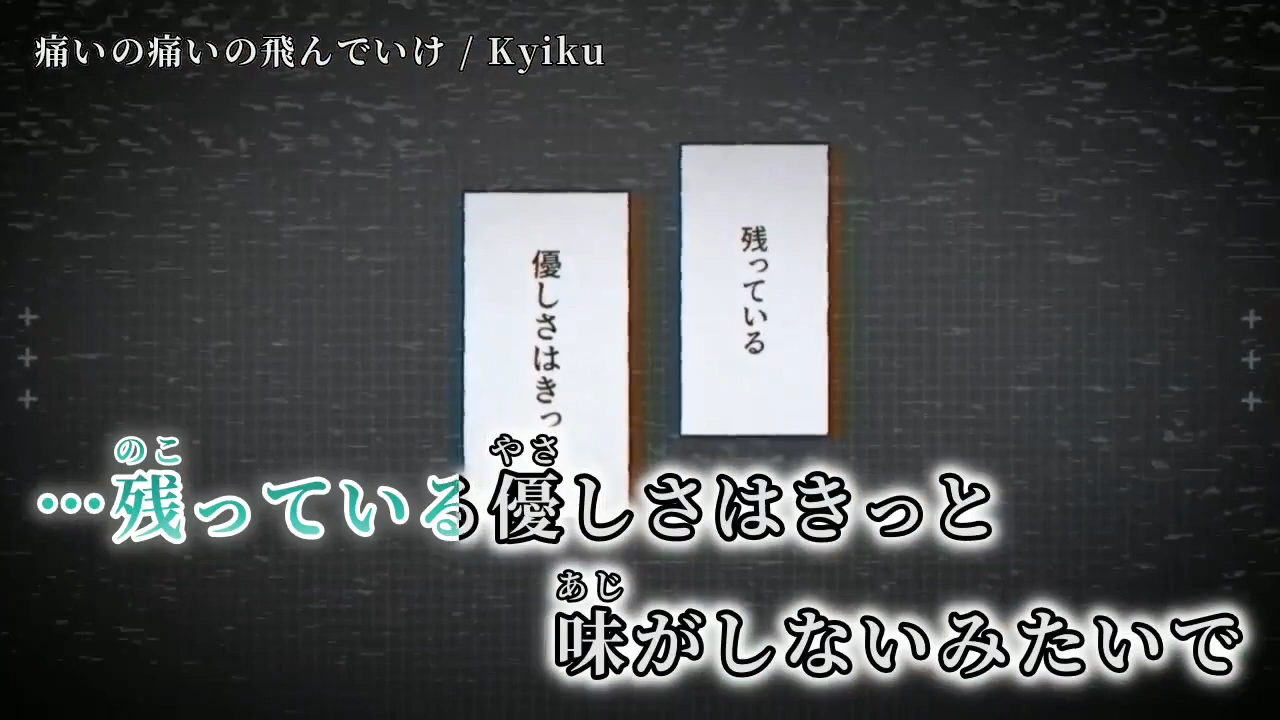 痛いの痛いの飛んでいけ / Kyiku
残っている
優しさはきっ
のこ
やさ
…残っている優しさはきっと
あじ
味がしないみたいで